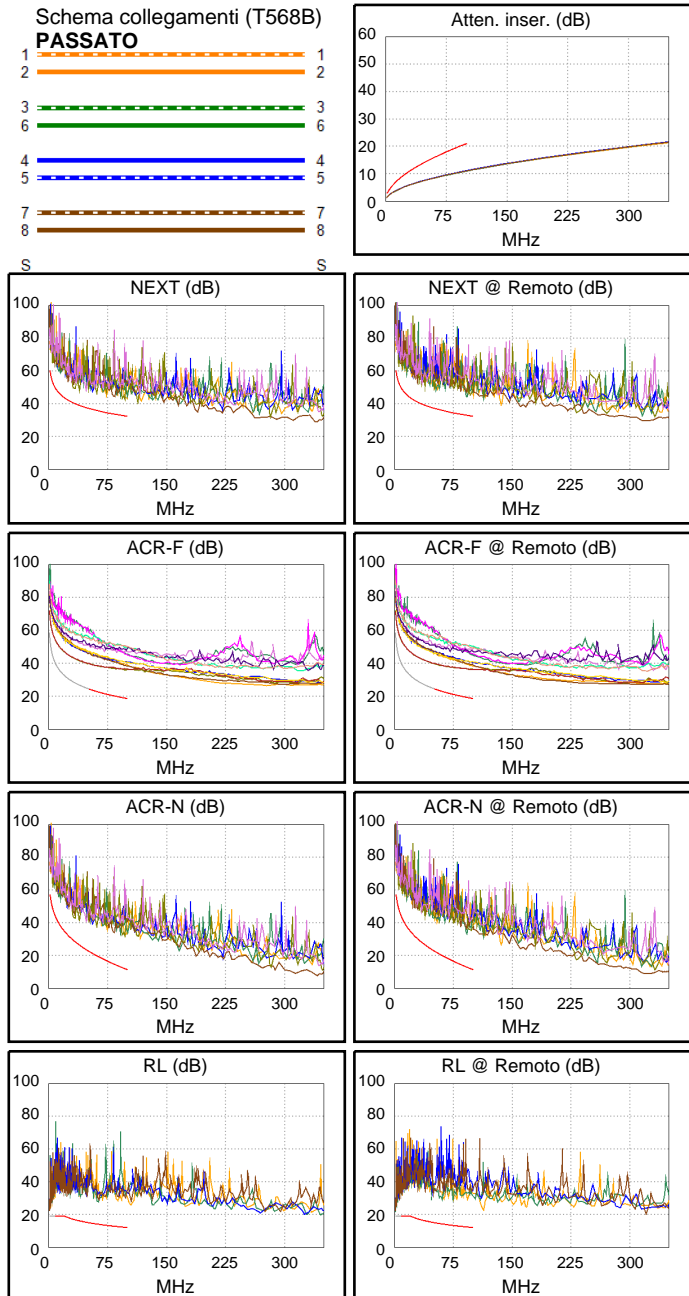 Schema collegamenti (T568B)
PASSATO
1 1
2 2
3 3
6 6
4 4
5 5
7 7
8 8
S S
Atten. inser. (dB)
60
50
40
30
20
10
0
0 75 150 225 300
MHz
NEXT (dB)
100
80
60
40
20
0
0 75 150 225 300
MHz
NEXT @ Remoto (dB)
100
80
60
40
20
0
0 75 150 225 300
MHz
ACR-F (dB)
100
80
60
40
20
0
0 75 150 225 300
MHz
ACR-F @ Remoto (dB)
100
80
60
40
20
0
0 75 150 225 300
MHz
ACR-N (dB)
100
80
60
40
20
0
0 75 150 225 300
MHz
ACR-N @ Remoto (dB)
100
80
60
40
20
0
0 75 150 225 300
MHz
RL (dB)
100
80
60
40
20
0
0 75 150 225 300
MHz
RL @ Remoto (dB)
100
80
60
40
20
0
0 75 150 225 300
MHz